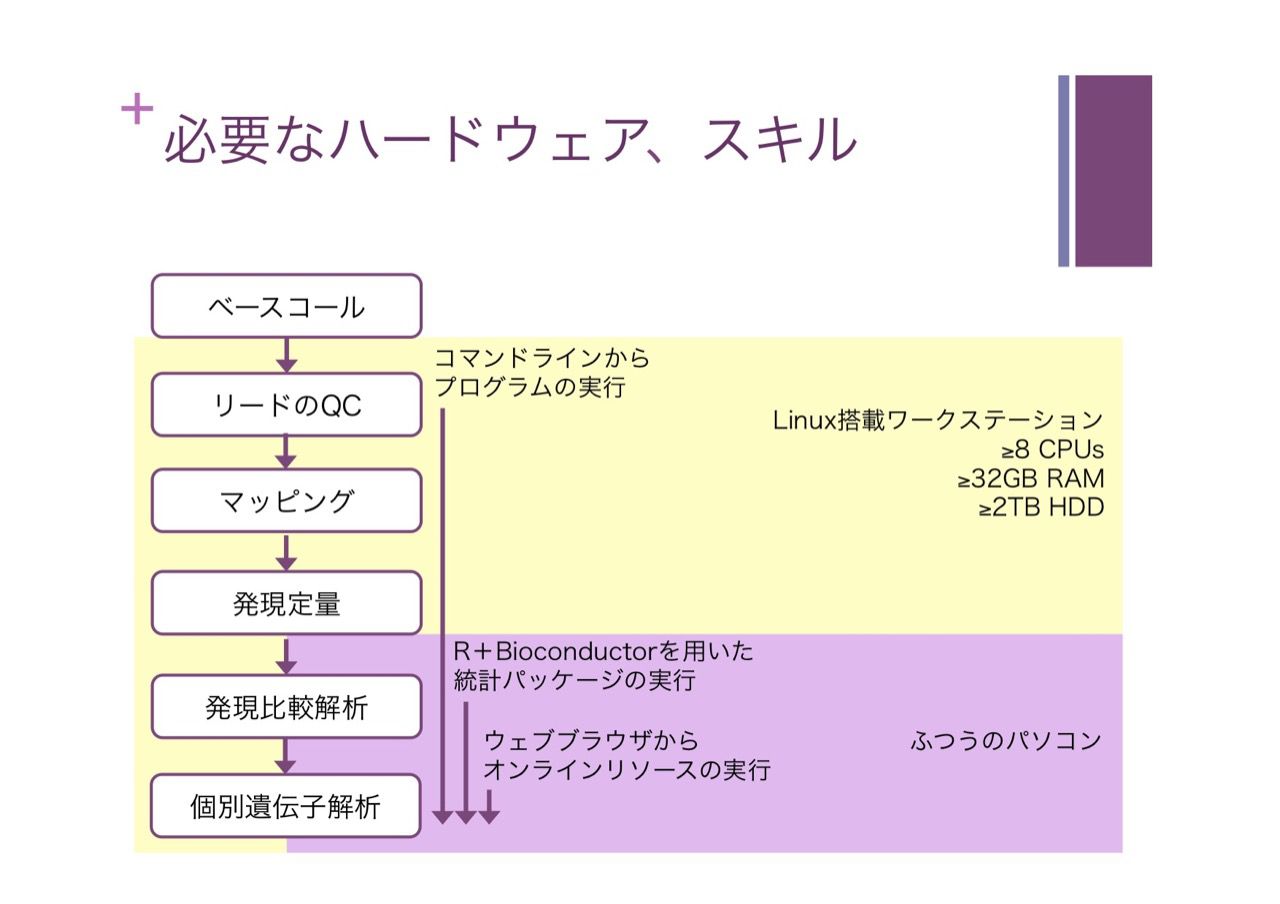 +
必要なハードウェア、スキル
ベースコール
コマンドラインから
プログラムの実行
リードのQC
Linux搭載ワークステーション
≥8 CPUs
≥32GB RAM
≥2TB HDD
マッピング
発現定量
R＋Bioconductorを用いた
統計パッケージの実行
発現比較解析
ウェブブラウザから
オンラインリソースの実行
ふつうのパソコン
個別遺伝子解析